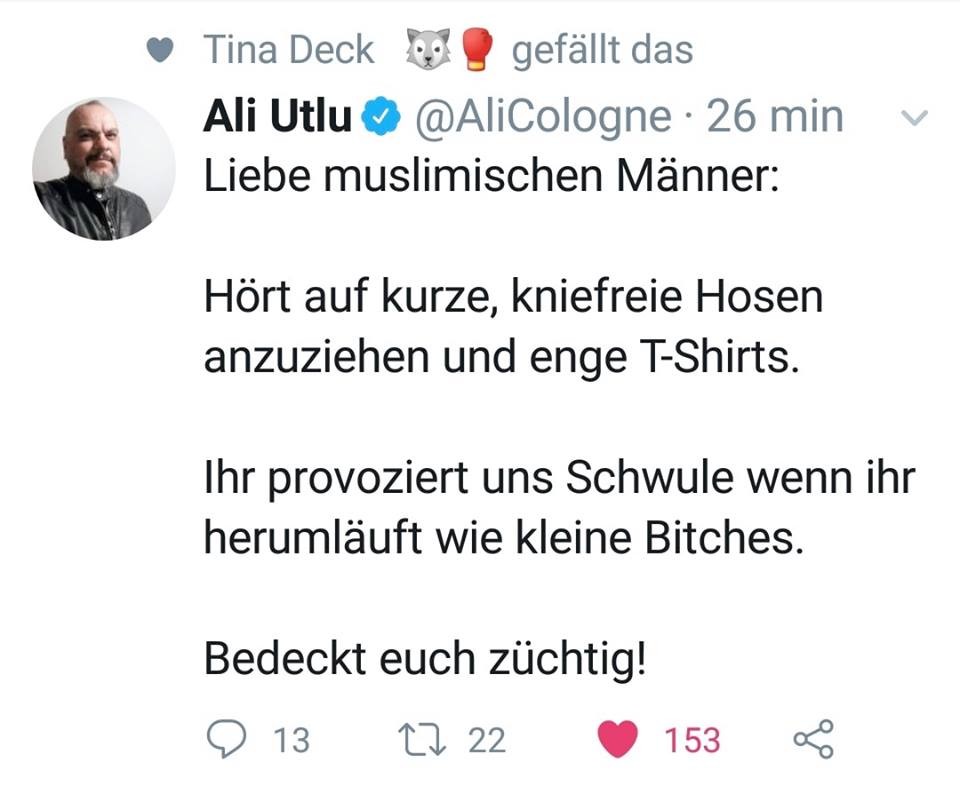 Tina Deck 🐺🥊 gefällt das
Ali Utlu @AliCologne · 26 min
Liebe muslimischen Männer:
Hört auf kurze, kniefreie Hosen
anzuziehen und enge T-Shirts.
Ihr provoziert uns Schwule wenn ihr
herumläuft wie kleine Bitches.
Bedeckt euch züchtig!
13 22 153